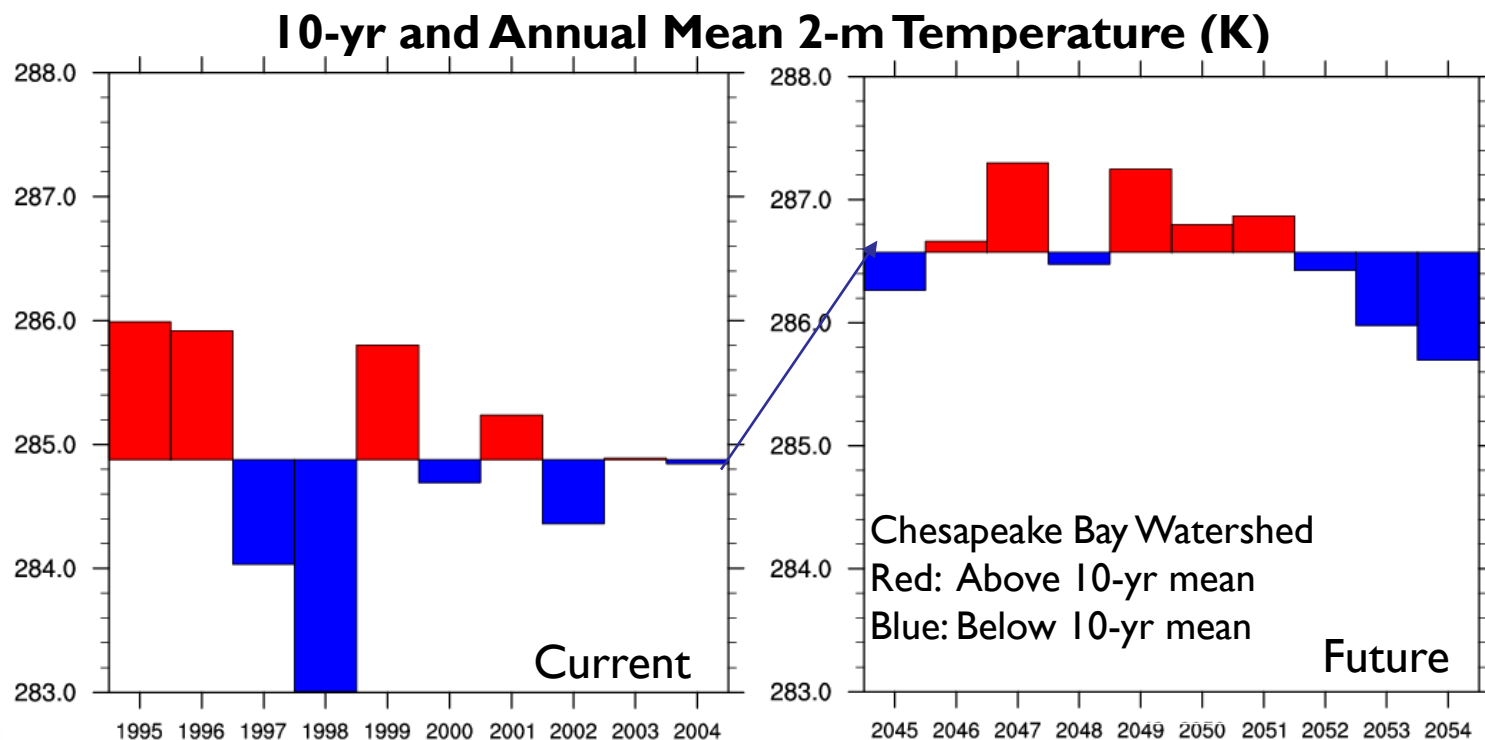 10-yr and Annual Mean 2-m Temperature (K)
288.0
287.0
286.0
285.0
284.0
283.0
1995 1996 1997 1998 1999 2000 2001 2002 2003 2004
Current
288.0
287.0
286.0
285.0
284.0
283.0
Chesapeake Bay Watershed
Red: Above 10-yr mean
Blue: Below 10-yr mean
Future
2045 2046 2047 2048 2049 2050 2051 2052 2053 2054